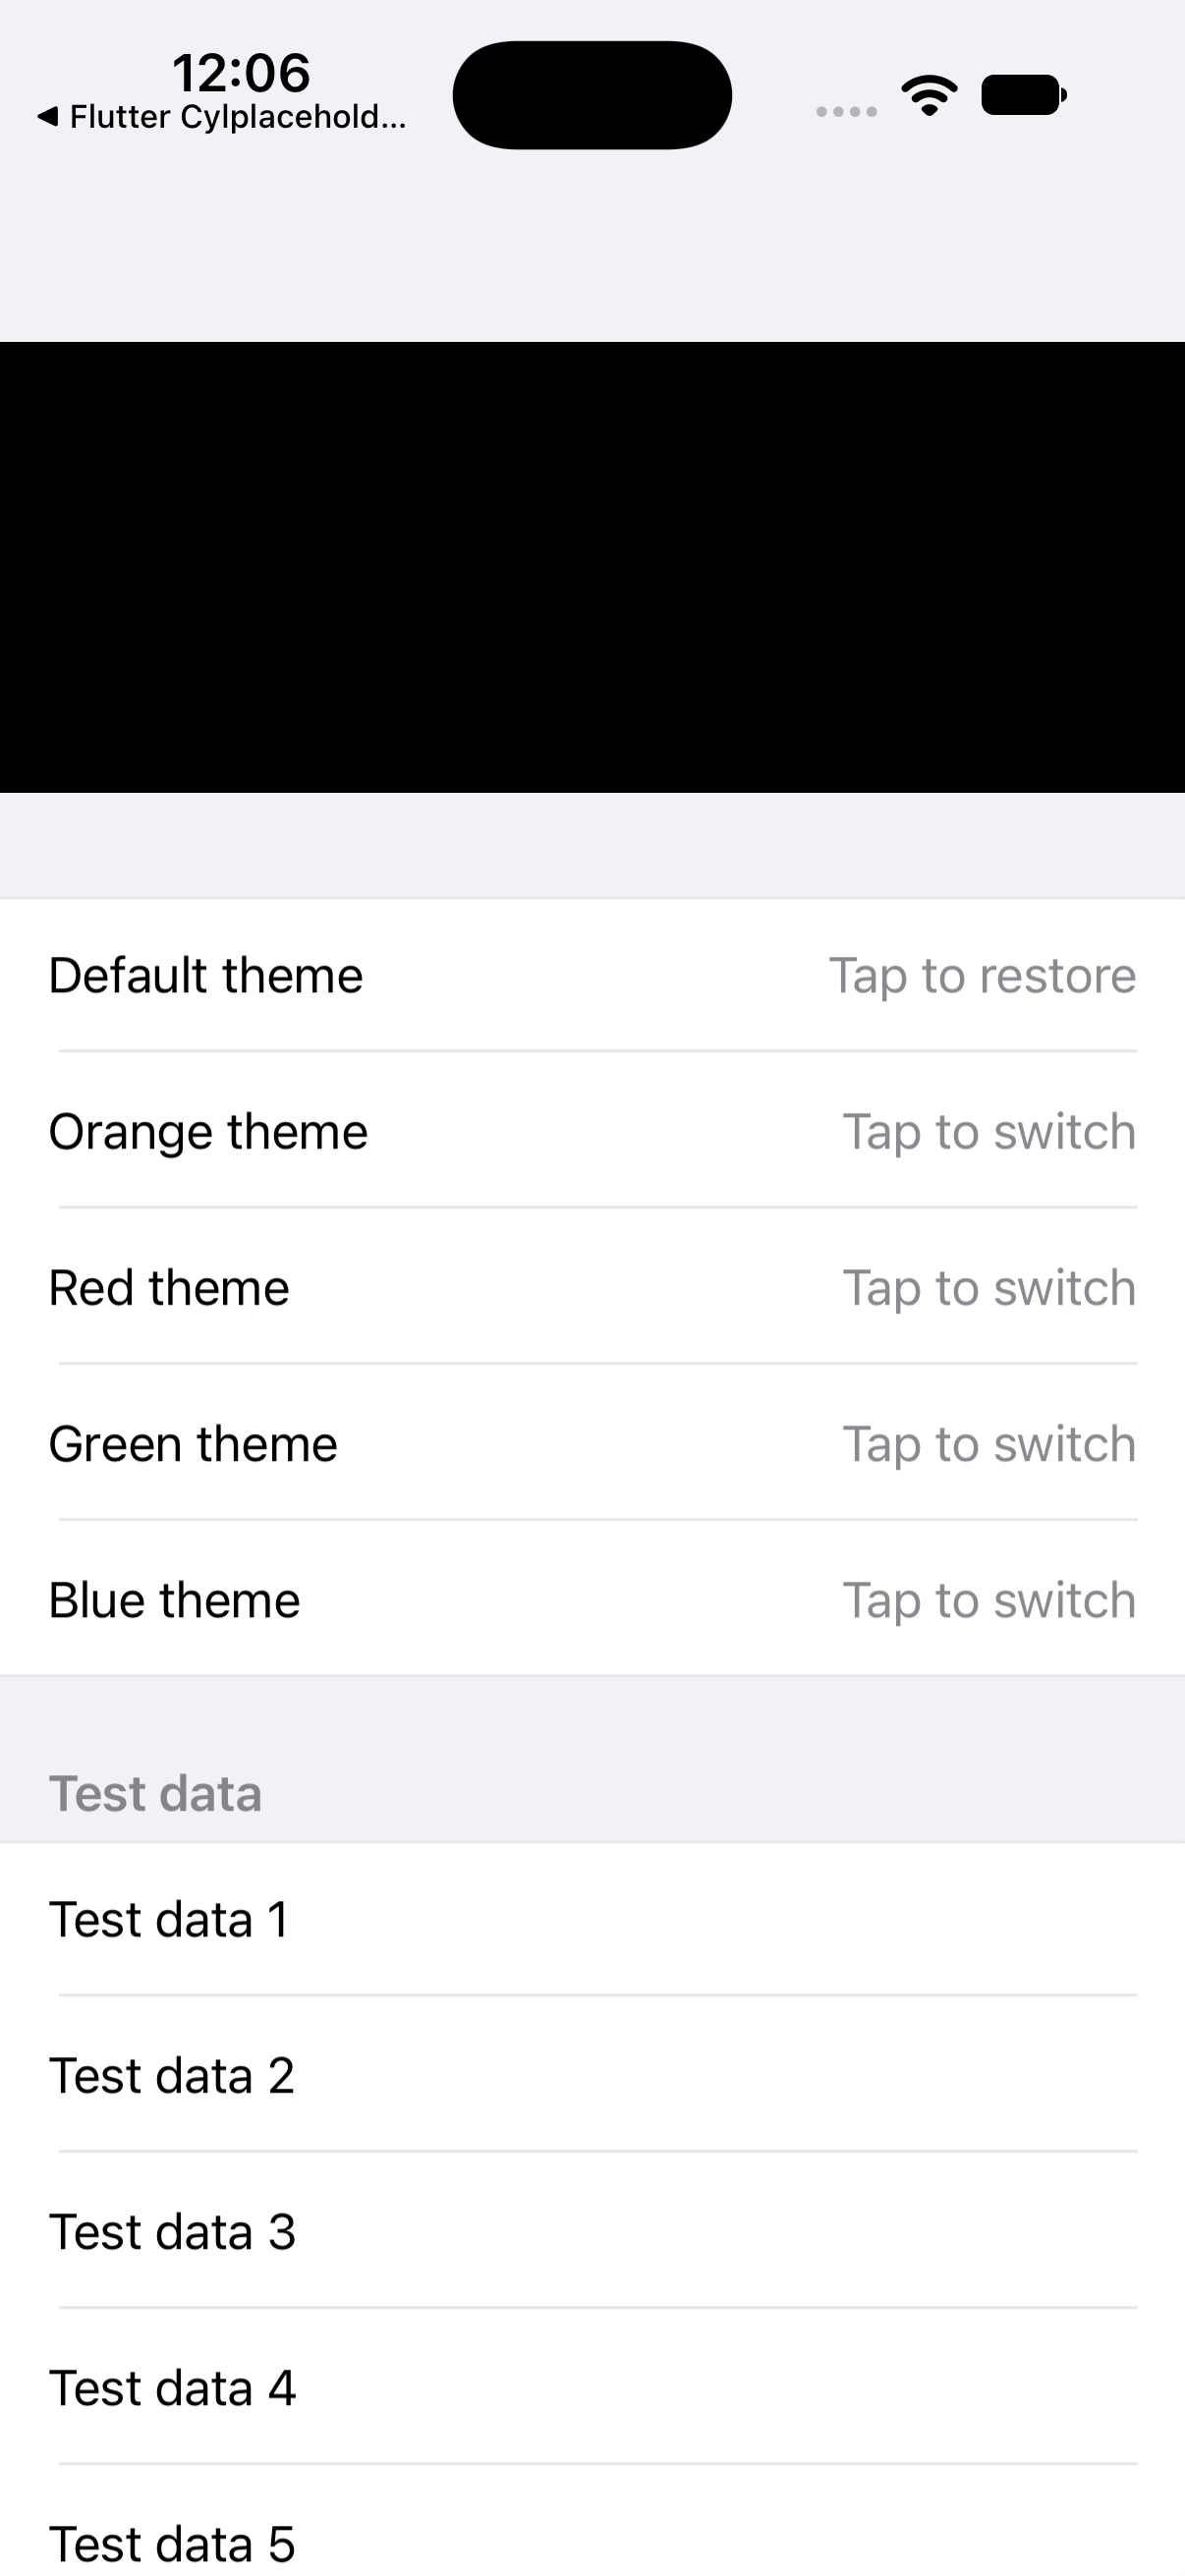 12:06
◀ Flutter Cylplacehold...
Default theme Tap to restore
Orange theme Tap to switch
Red theme Tap to switch
Green theme Tap to switch
Blue theme Tap to switch
Test data
Test data 1
Test data 2
Test data 3
Test data 4
Test data 5